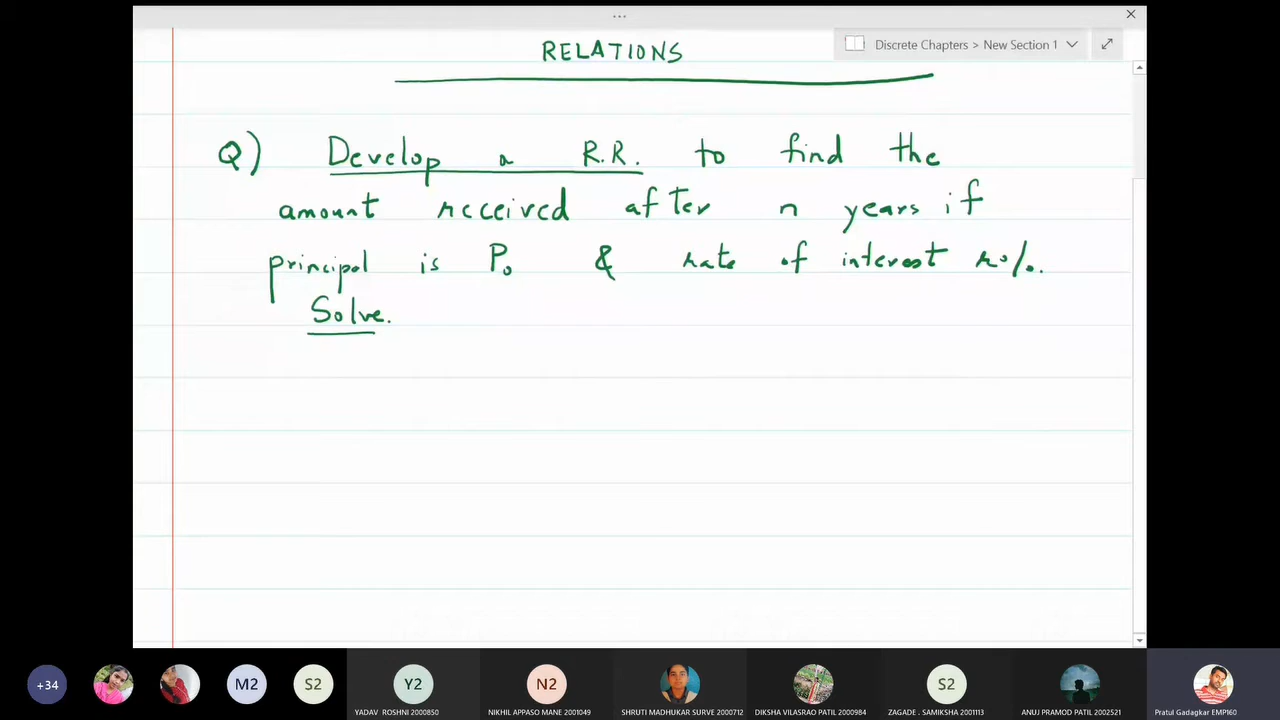 RELATIONS
Discrete Chapters > New Section 1
Q) Develop a R.R. to find the
amount received after n years if
principal is P₀ & rate of interest r%.
Solve.
+34
M2
S2
Y2
N2
S2
YADAV ROSHNI 2000850
NIKHIL APPASO MANE 2001049
SHRUTI MADHUKAR SURVE 2000712
DIKSHA VILASRAO PATIL 2000984
ZAGADE . SAMIKSHA 2001113
ANUJ PRAMOD PATIL 2002521
Pratul Gadagkar EMP160